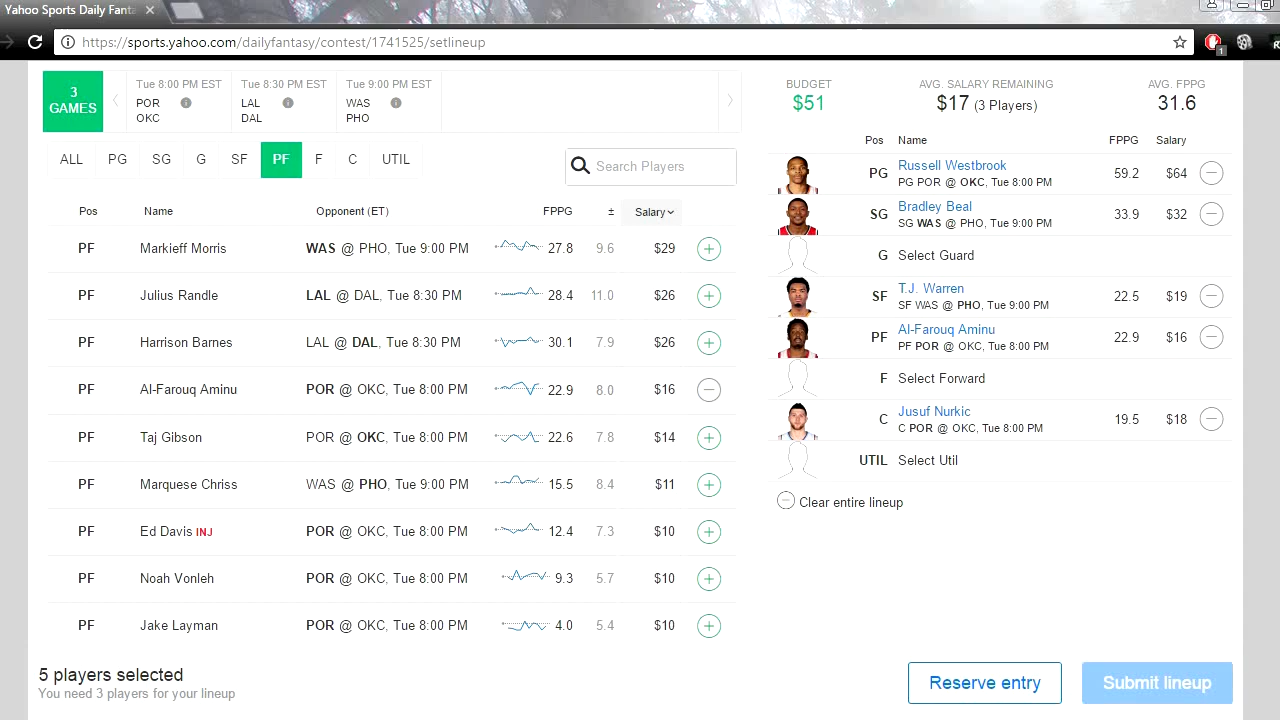 Yahoo Sports Daily Fanta
https://sports.yahoo.com/dailyfantasy/contest/1741525/setlineup
1
3 GAMES
Tue 8:00 PM EST
POR
OKC
Tue 8:30 PM EST
LAL
DAL
Tue 9:00 PM EST
WAS
PHO
ALL PG SG G SF PF F C UTIL
Search Players
Pos Name Opponent (ET) FPPG ± Salary
PF Markieff Morris WAS @ PHO, Tue 9:00 PM 27.8 9.6 $29
PF Julius Randle LAL @ DAL, Tue 8:30 PM 28.4 11.0 $26
PF Harrison Barnes LAL @ DAL, Tue 8:30 PM 30.1 7.9 $26
PF Al-Farouq Aminu POR @ OKC, Tue 8:00 PM 22.9 8.0 $16
PF Taj Gibson POR @ OKC, Tue 8:00 PM 22.6 7.8 $14
PF Marquese Chriss WAS @ PHO, Tue 9:00 PM 15.5 8.4 $11
PF Ed Davis INJ POR @ OKC, Tue 8:00 PM 12.4 7.3 $10
PF Noah Vonleh POR @ OKC, Tue 8:00 PM 9.3 5.7 $10
PF Jake Layman POR @ OKC, Tue 8:00 PM 4.0 5.4 $10
5 players selected
You need 3 players for your lineup
BUDGET
$51
AVG. SALARY REMAINING
$17 (3 Players)
AVG. FPPG
31.6
Pos Name FPPG Salary
PG Russell Westbrook 59.2 $64
PG POR @ OKC, Tue 8:00 PM
SG Bradley Beal 33.9 $32
SG WAS @ PHO, Tue 9:00 PM
G Select Guard
SF T.J. Warren 22.5 $19
SF WAS @ PHO, Tue 9:00 PM
PF Al-Farouq Aminu 22.9 $16
PF POR @ OKC, Tue 8:00 PM
F Select Forward
C Jusuf Nurkic 19.5 $18
C POR @ OKC, Tue 8:00 PM
UTIL Select Util
Clear entire lineup
Reserve entry
Submit lineup